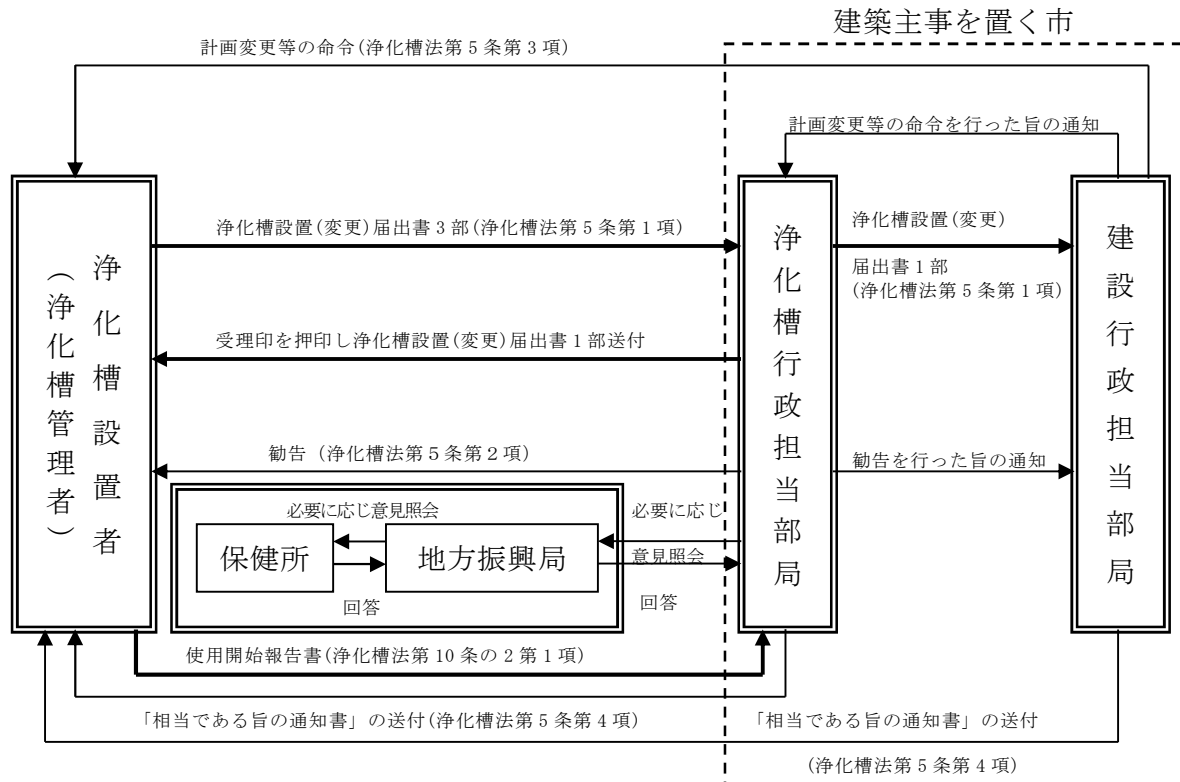 建築主事を置く市
計画変更等の命令(浄化槽法第5条第3項)
計画変更等の命令を行った旨の通知
浄化槽設置者
(浄化槽管理者)
浄化槽設置(変更)届出書3部(浄化槽法第5条第1項)
浄化槽行政担当部局
浄化槽設置(変更)
届出書1部
(浄化槽法第5条第1項)
建設行政担当部局
受理印を押印し浄化槽設置(変更)届出書1部送付
勧告(浄化槽法第5条第2項)
勧告を行った旨の通知
必要に応じ意見照会
必要に応じ
保健所
地方振興局
意見照会
回答
回答
使用開始報告書(浄化槽法第10条の2第1項)
「相当である旨の通知書」の送付(浄化槽法第5条第4項)
「相当である旨の通知書」の送付
(浄化槽法第5条第4項)